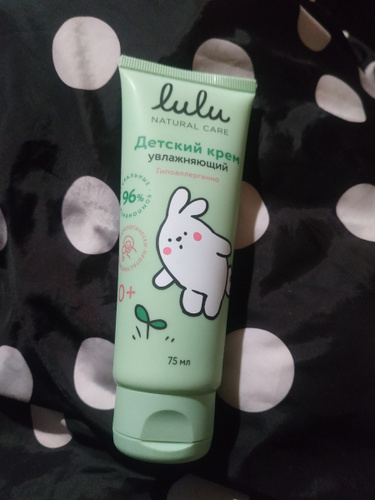 lulu
NATURAL CARE
Детский крем
увлажняющий
Гипоаллергенно
96%
0+
75 мл